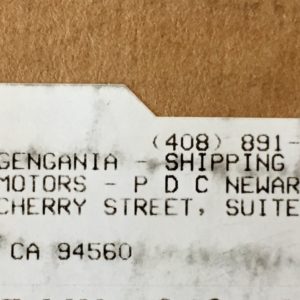 (408) 891-
GENGANIA - SHIPPING
MOTORS - P D C NEWAR
CHERRY STREET, SUITE
CA 94560